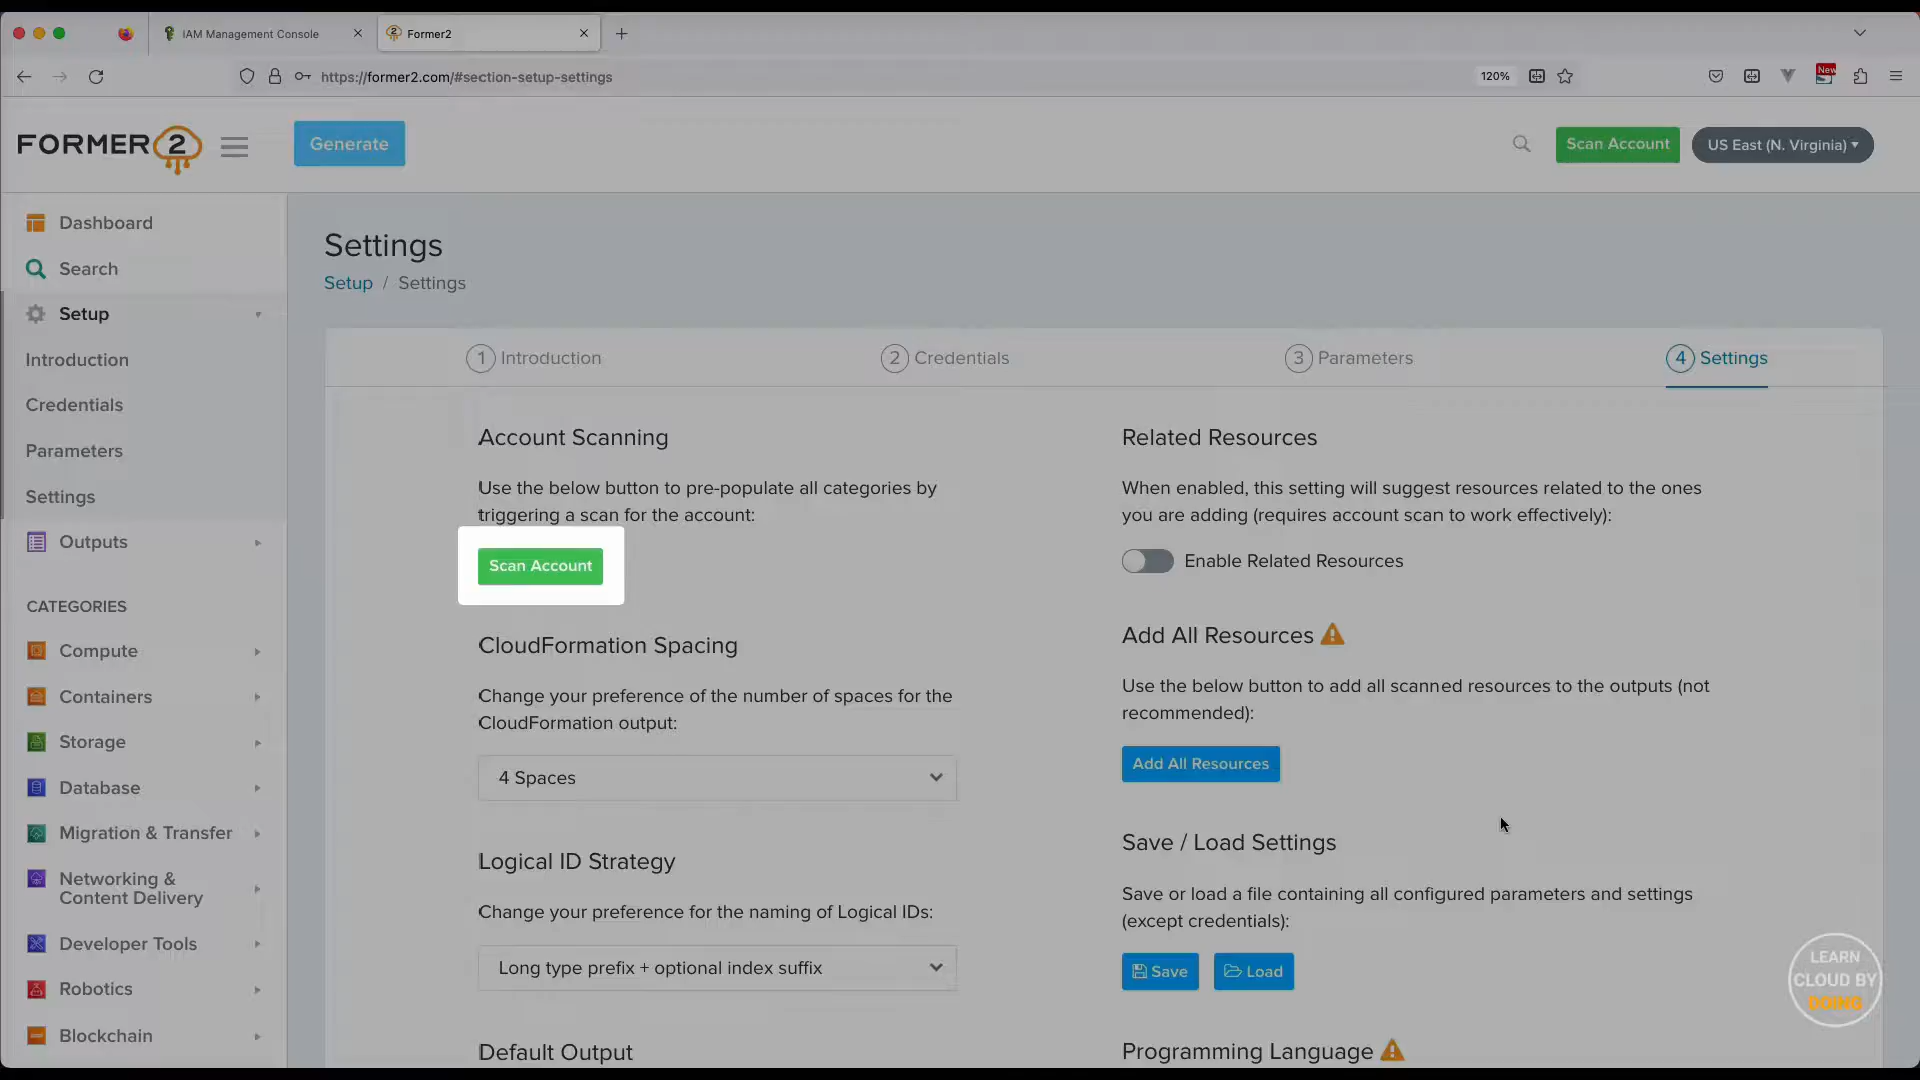 IAM Management Console
Former2
https://former2.com/#section-setup-settings
120%
New
FORMER 2
Generate
Scan Account
US East (N. Virginia)
Dashboard
Search
Setup
Introduction
Credentials
Parameters
Settings
Outputs
CATEGORIES
Compute
Containers
Storage
Database
Migration & Transfer
Networking &
Content Delivery
Developer Tools
Robotics
Blockchain
Settings
Setup / Settings
1 Introduction
2 Credentials
3 Parameters
4 Settings
Account Scanning
Use the below button to pre-populate all categories by
triggering a scan for the account:
Scan Account
CloudFormation Spacing
Change your preference of the number of spaces for the
CloudFormation output:
4 Spaces
Logical ID Strategy
Change your preference for the naming of Logical IDs:
Long type prefix + optional index suffix
Default Output
Related Resources
When enabled, this setting will suggest resources related to the ones
you are adding (requires account scan to work effectively):
Enable Related Resources
Add All Resources
Use the below button to add all scanned resources to the outputs (not
recommended):
Add All Resources
Save / Load Settings
Save or load a file containing all configured parameters and settings
(except credentials):
Save
Load
Programming Language
LEARN
CLOUD BY
DOING